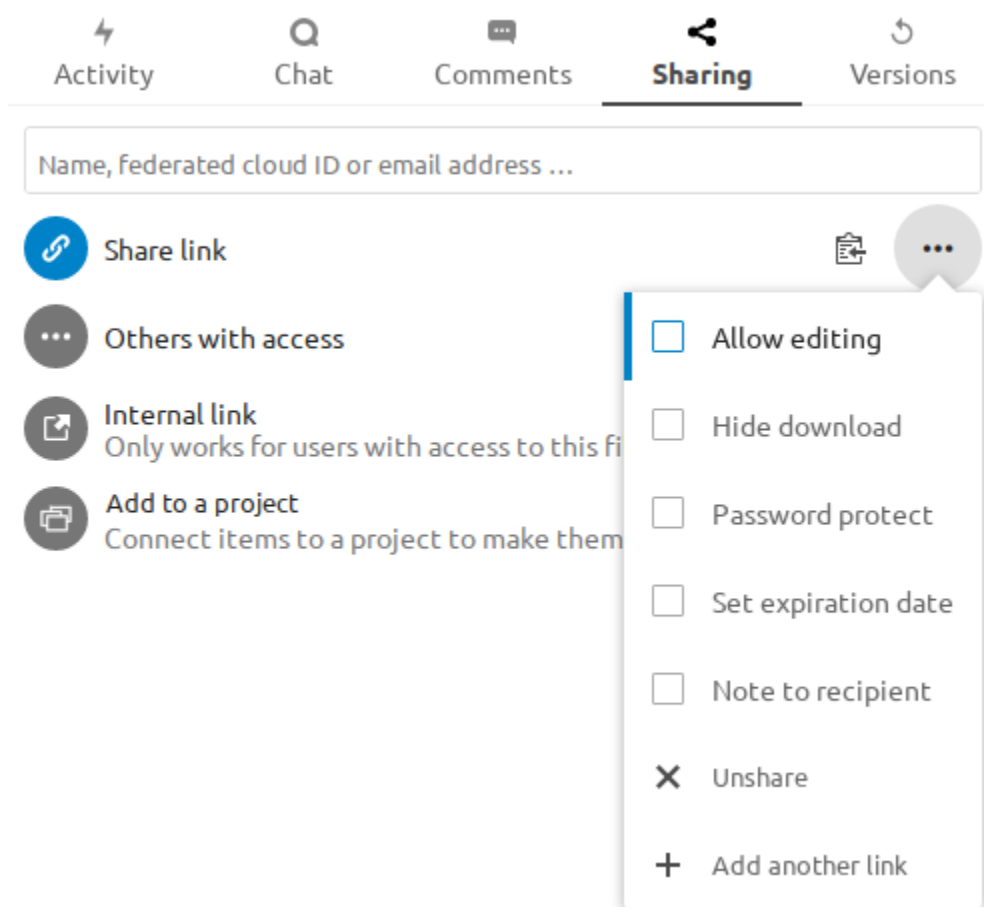 Activity
Chat
Comments
Sharing
Versions
Name, federated cloud ID or email address ...
Share link
Others with access
Internal link
Only works for users with access to this fi
Add to a project
Connect items to a project to make them
Allow editing
Hide download
Password protect
Set expiration date
Note to recipient
Unshare
Add another link